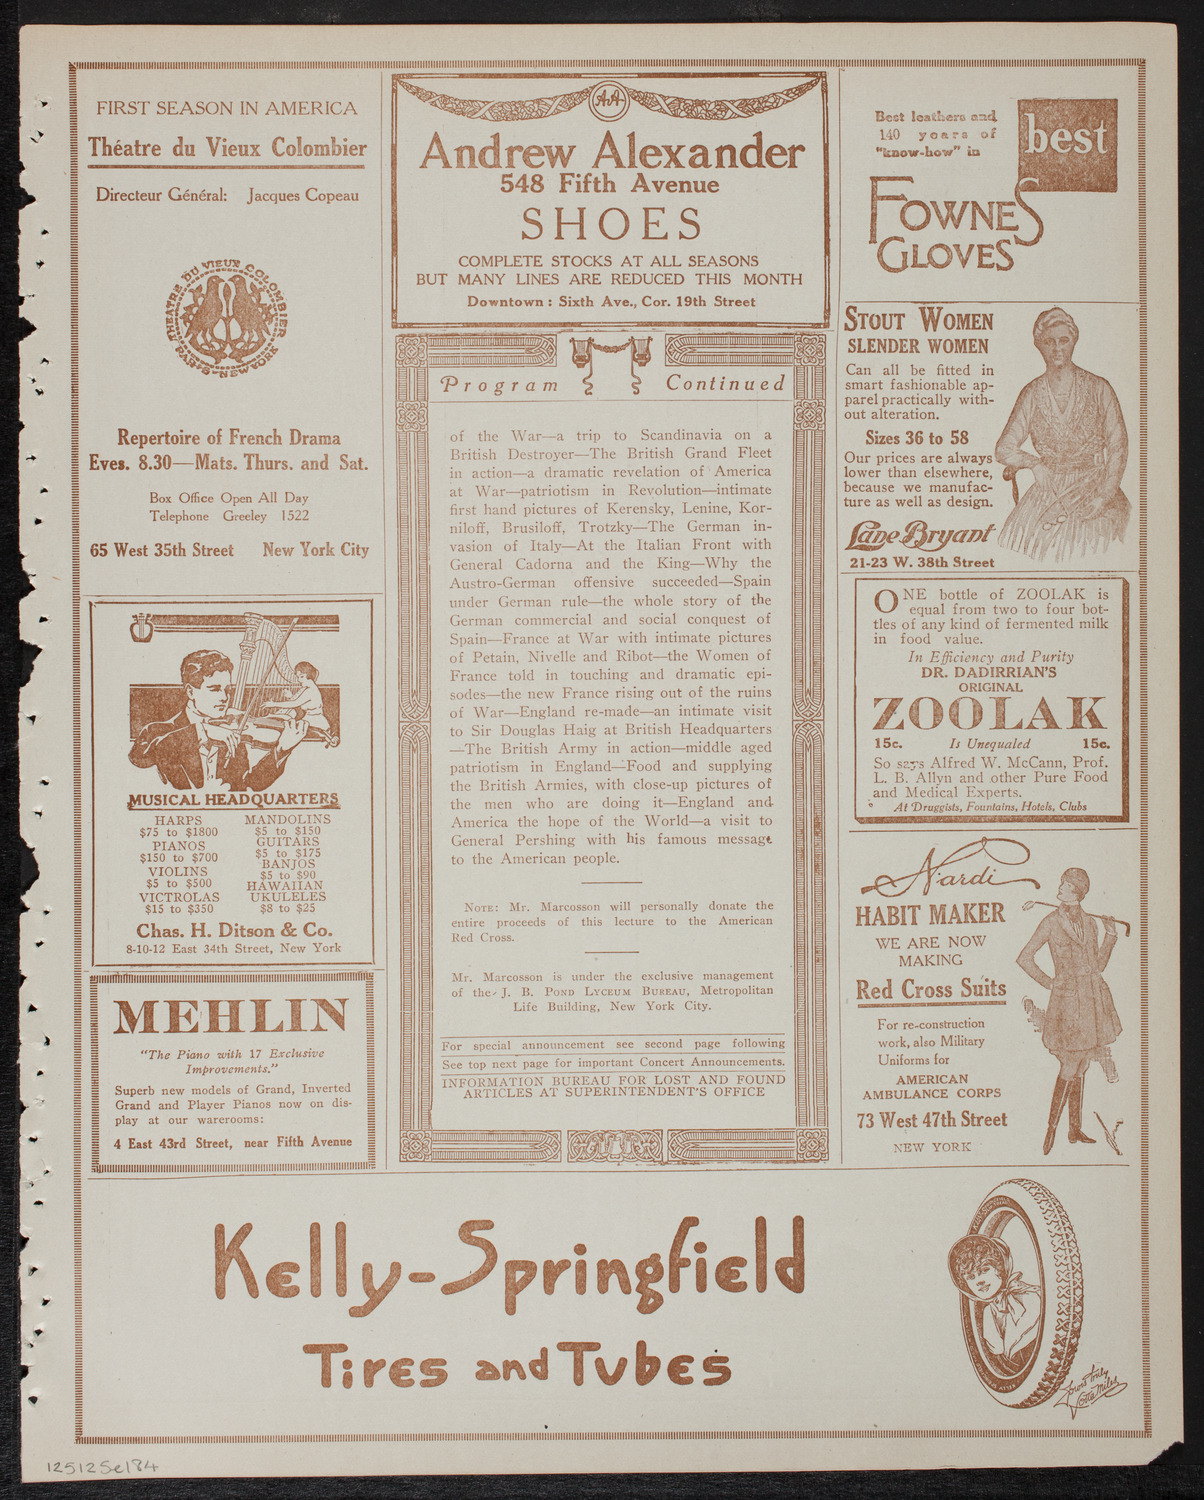 FIRST SEASON IN AMERICA
Théatre du Vieux Colombier
Directeur Général: Jacques Copeau
THEATRE DU VIEUX COLOMBIER
PARIS-NEW YORK
Repertoire of French Drama
Eves. 8.30—Mats. Thurs. and Sat.
Box Office Open All Day
Telephone Greeley 1522
65 West 35th Street New York City
MUSICAL HEADQUARTERS
HARPS
$75 to $1800
PIANOS
$150 to $700
VIOLINS
$5 to $500
VICTROLAS
$15 to $350
MANDOLINS
$5 to $150
GUITARS
$5 to $175
BANJOS
$5 to $90
HAWAIIAN
UKULELES
$8 to $25
Chas. H. Ditson & Co.
8-10-12 East 34th Street, New York
MEHLIN
"The Piano with 17 Exclusive
Improvements."
Superb new models of Grand, Inverted
Grand and Player Pianos now on dis-
play at our warerooms:
4 East 43rd Street, near Fifth Avenue
AA
Andrew Alexander
548 Fifth Avenue
SHOES
COMPLETE STOCKS AT ALL SEASONS
BUT MANY LINES ARE REDUCED THIS MONTH
Downtown: Sixth Ave., Cor. 19th Street
Program Continued
of the War—a trip to Scandinavia on a
British Destroyer—The British Grand Fleet
in action—a dramatic revelation of America
at War—patriotism in Revolution—intimate
first hand pictures of Kerensky, Lenine, Kor-
niloff, Brusiloff, Trotzky—The German in-
vasion of Italy—At the Italian Front with
General Cadorna and the King—Why the
Austro-German offensive succeeded—Spain
under German rule—the whole story of the
German commercial and social conquest of
Spain—France at War with intimate pictures
of Petain, Nivelle and Ribot—the Women of
France told in touching and dramatic epi-
sodes—the new France rising out of the ruins
of War—England re-made—an intimate visit
to Sir Douglas Haig at British Headquarters
—The British Army in action—middle aged
patriotism in England—Food and supplying
the British Armies, with close-up pictures of
the men who are doing it—England and
America the hope of the World—a visit to
General Pershing with his famous message
to the American people.
NOTE: Mr. Marcosson will personally donate the
entire proceeds of this lecture to the American
Red Cross.
Mr. Marcosson is under the exclusive management
of the J. B. POND LYCEUM BUREAU, Metropolitan
Life Building, New York City.
For special announcement see second page following
See top next page for important Concert Announcements.
INFORMATION BUREAU FOR LOST AND FOUND
ARTICLES AT SUPERINTENDENT'S OFFICE
Best leathers and
140 years of
"know-how" in
best
FOWNES
GLOVES
STOUT WOMEN
SLENDER WOMEN
Can all be fitted in
smart fashionable ap-
parel practically with-
out alteration.
Sizes 36 to 58
Our prices are always
lower than elsewhere,
because we manufac-
ture as well as design.
Lane Bryant
21-23 W. 38th Street
ONE bottle of ZOOLAK is
equal from two to four bot-
tles of any kind of fermented milk
in food value.
In Efficiency and Purity
DR. DADIRRIAN'S
ORIGINAL
ZOOLAK
15c. Is Unequaled 15c.
So says Alfred W. McCann, Prof.
L. B. Allyn and other Pure Food
and Medical Experts.
At Druggists, Fountains, Hotels, Clubs
Nardi
HABIT MAKER
WE ARE NOW
MAKING
Red Cross Suits
For re-construction
work, also Military
Uniforms for
AMERICAN
AMBULANCE CORPS
73 West 47th Street
NEW YORK
Kelly-Springfield
Tires and Tubes
Yours truly
Lotta Miles
125125e184